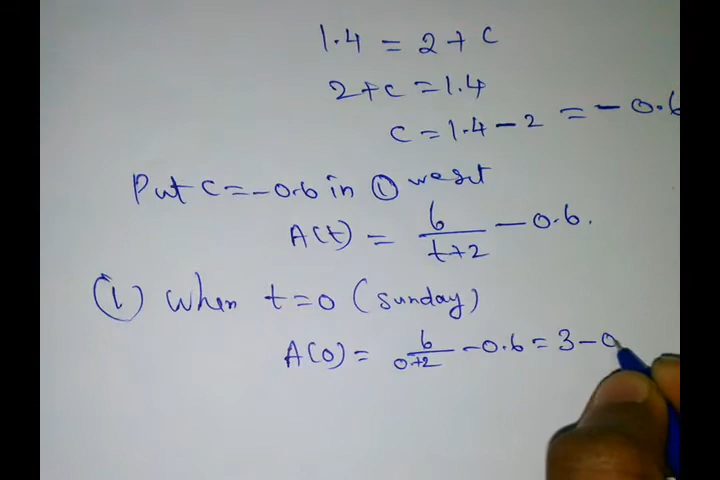 1.4 = 2 + c
2 + c = 1.4
c = 1.4 - 2 = - 0.6
Put c = -0.6 in ① we get
A(t) = 6/(t+2) - 0.6.
(1) When t=0 (Sunday)
A(0) = 6/(0+2) - 0.6 = 3 - 0